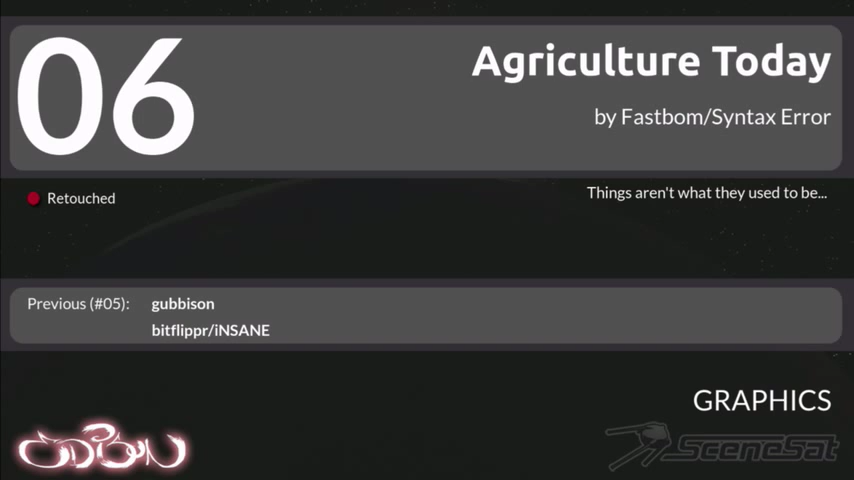 06
Agriculture Today
by Fastbom/Syntax Error
Retouched
Things aren't what they used to be...
Previous (#05): gubbison
bitflippr/iNSANE
GRAPHICS
SceneSat